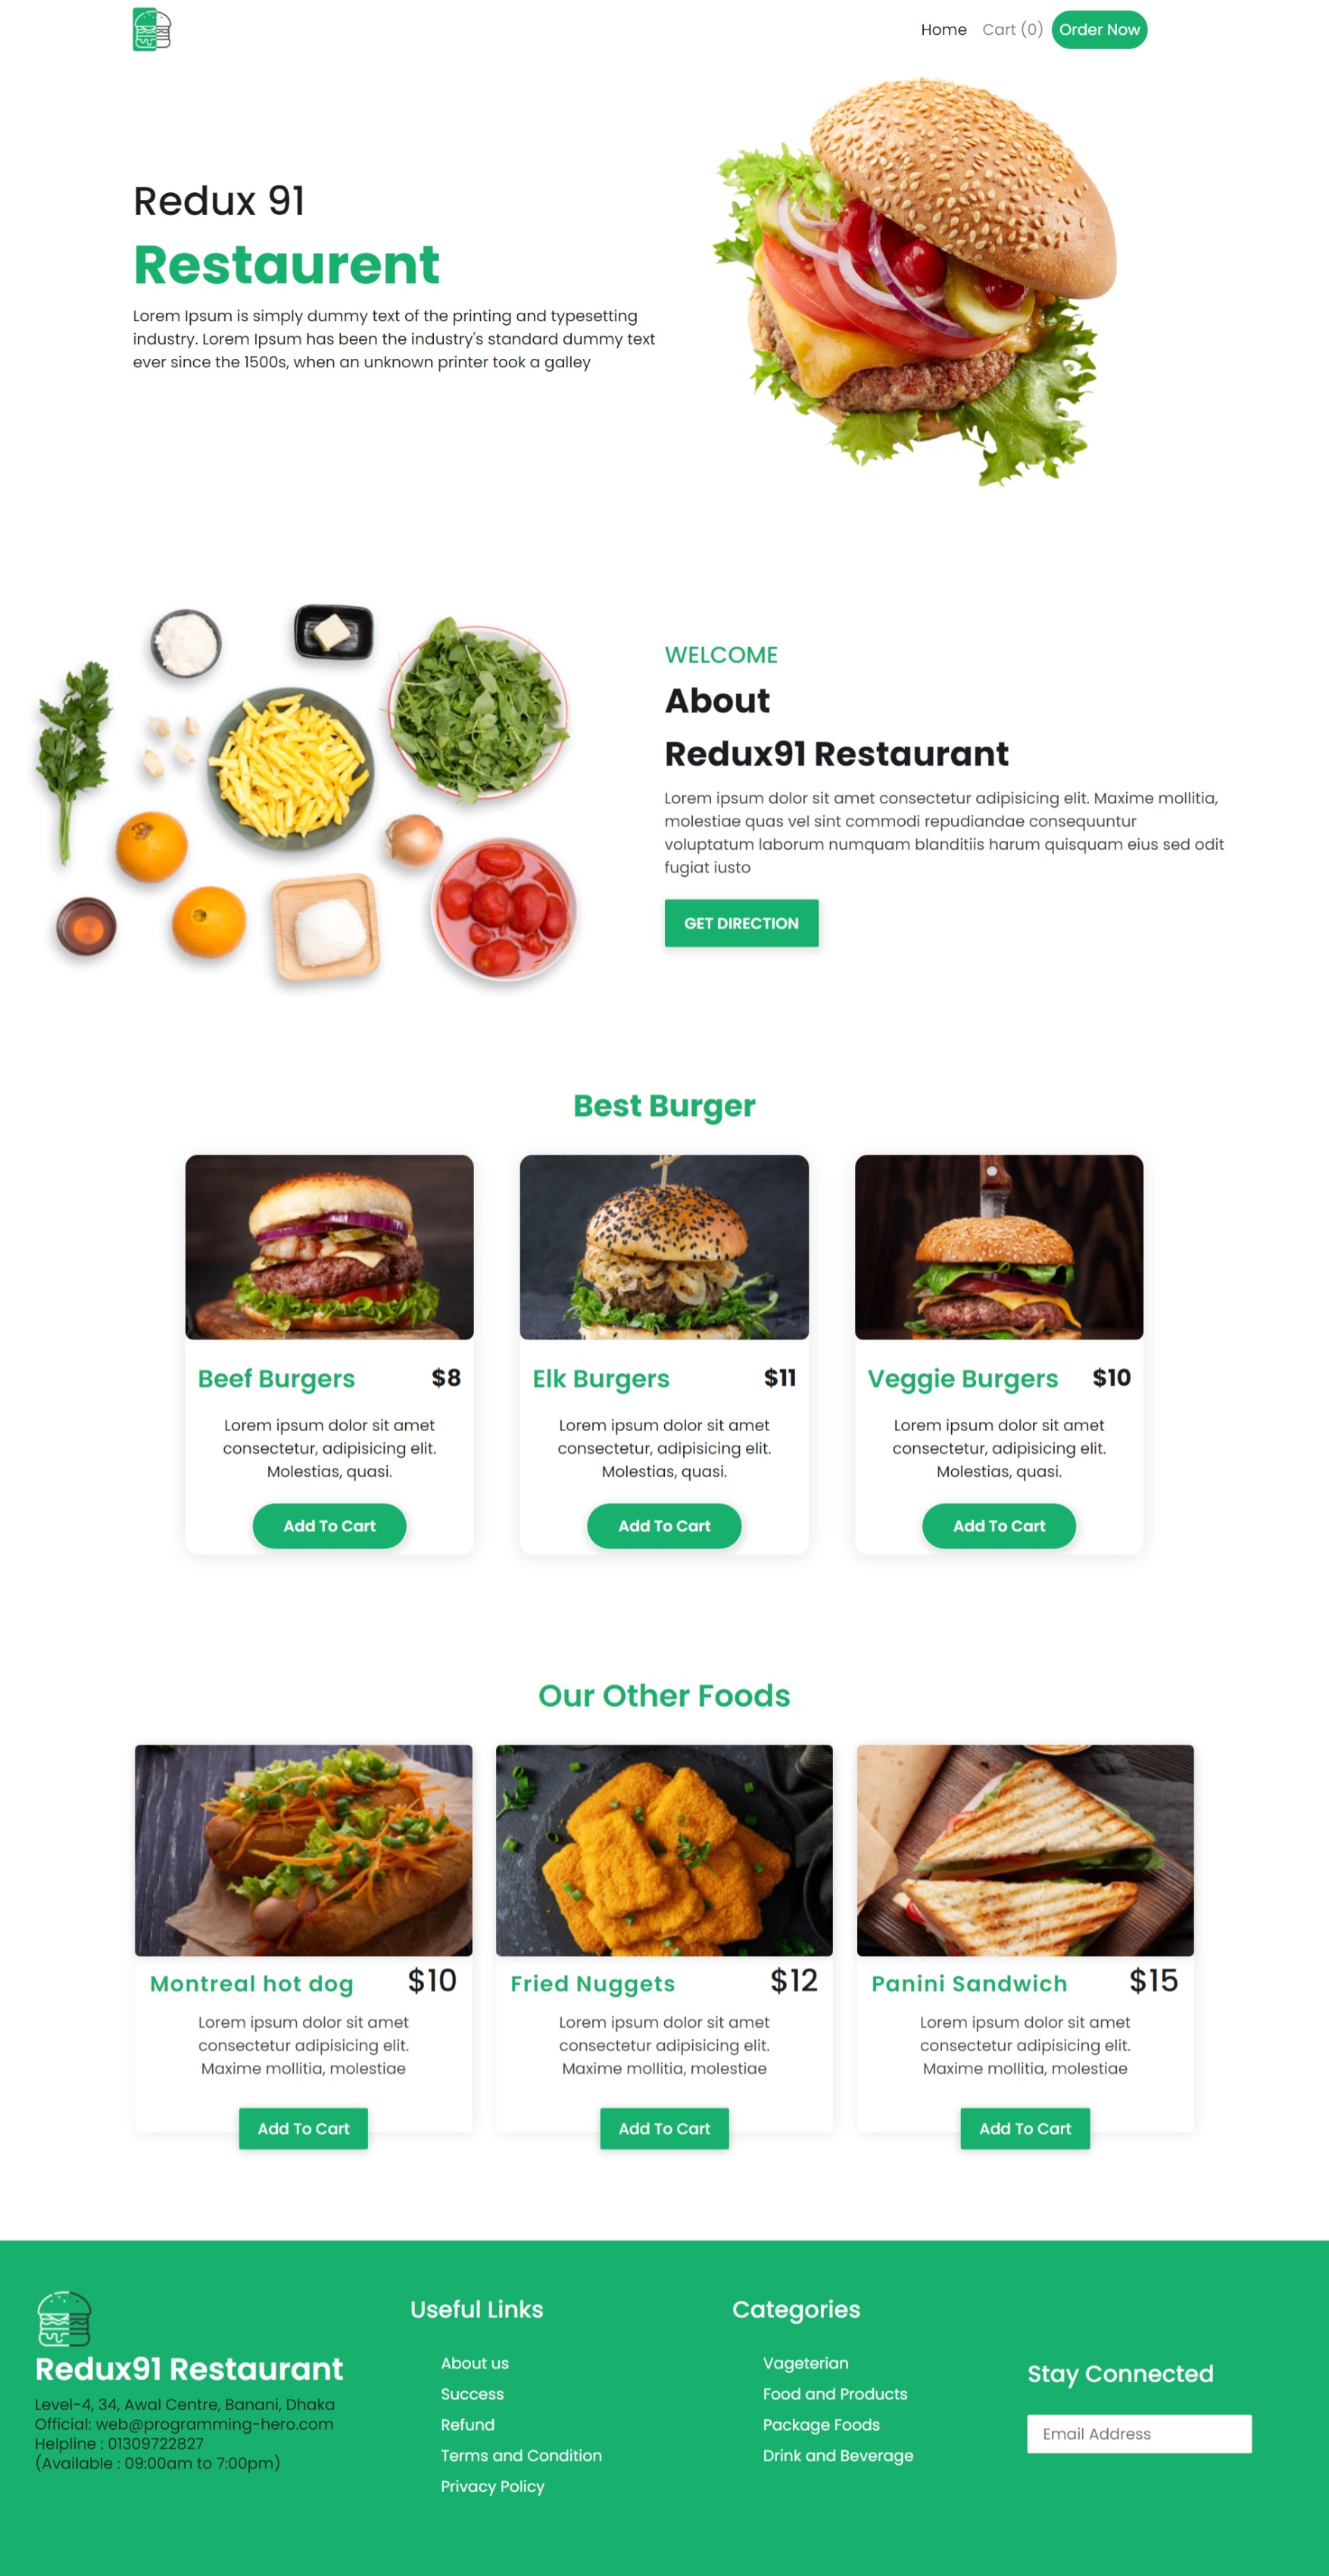 Home Cart (0) Order Now
Redux 91
Restaurent
Lorem Ipsum is simply dummy text of the printing and typesetting
industry. Lorem Ipsum has been the industry's standard dummy text
ever since the 1500s, when an unknown printer took a galley
WELCOME
About
Redux91 Restaurant
Lorem ipsum dolor sit amet consectetur adipisicing elit. Maxime mollitia,
molestiae quas vel sint commodi repudiandae consequuntur
voluptatum laborum numquam blanditiis harum quisquam eius sed odit
fugiat iusto
GET DIRECTION
Best Burger
Beef Burgers $8
Lorem ipsum dolor sit amet
consectetur, adipisicing elit.
Molestias, quasi.
Add To Cart
Elk Burgers $11
Lorem ipsum dolor sit amet
consectetur, adipisicing elit.
Molestias, quasi.
Add To Cart
Veggie Burgers $10
Lorem ipsum dolor sit amet
consectetur, adipisicing elit.
Molestias, quasi.
Add To Cart
Our Other Foods
Montreal hot dog $10
Lorem ipsum dolor sit amet
consectetur adipisicing elit.
Maxime mollitia, molestiae
Add To Cart
Fried Nuggets $12
Lorem ipsum dolor sit amet
consectetur adipisicing elit.
Maxime mollitia, molestiae
Add To Cart
Panini Sandwich $15
Lorem ipsum dolor sit amet
consectetur adipisicing elit.
Maxime mollitia, molestiae
Add To Cart
Redux91 Restaurant
Level-4, 34, Awal Centre, Banani, Dhaka
Official: web@programming-hero.com
Helpline : 01309722827
(Available : 09:00am to 7:00pm)
Useful Links
About us
Success
Refund
Terms and Condition
Privacy Policy
Categories
Vageterian
Food and Products
Package Foods
Drink and Beverage
Stay Connected
Email Address